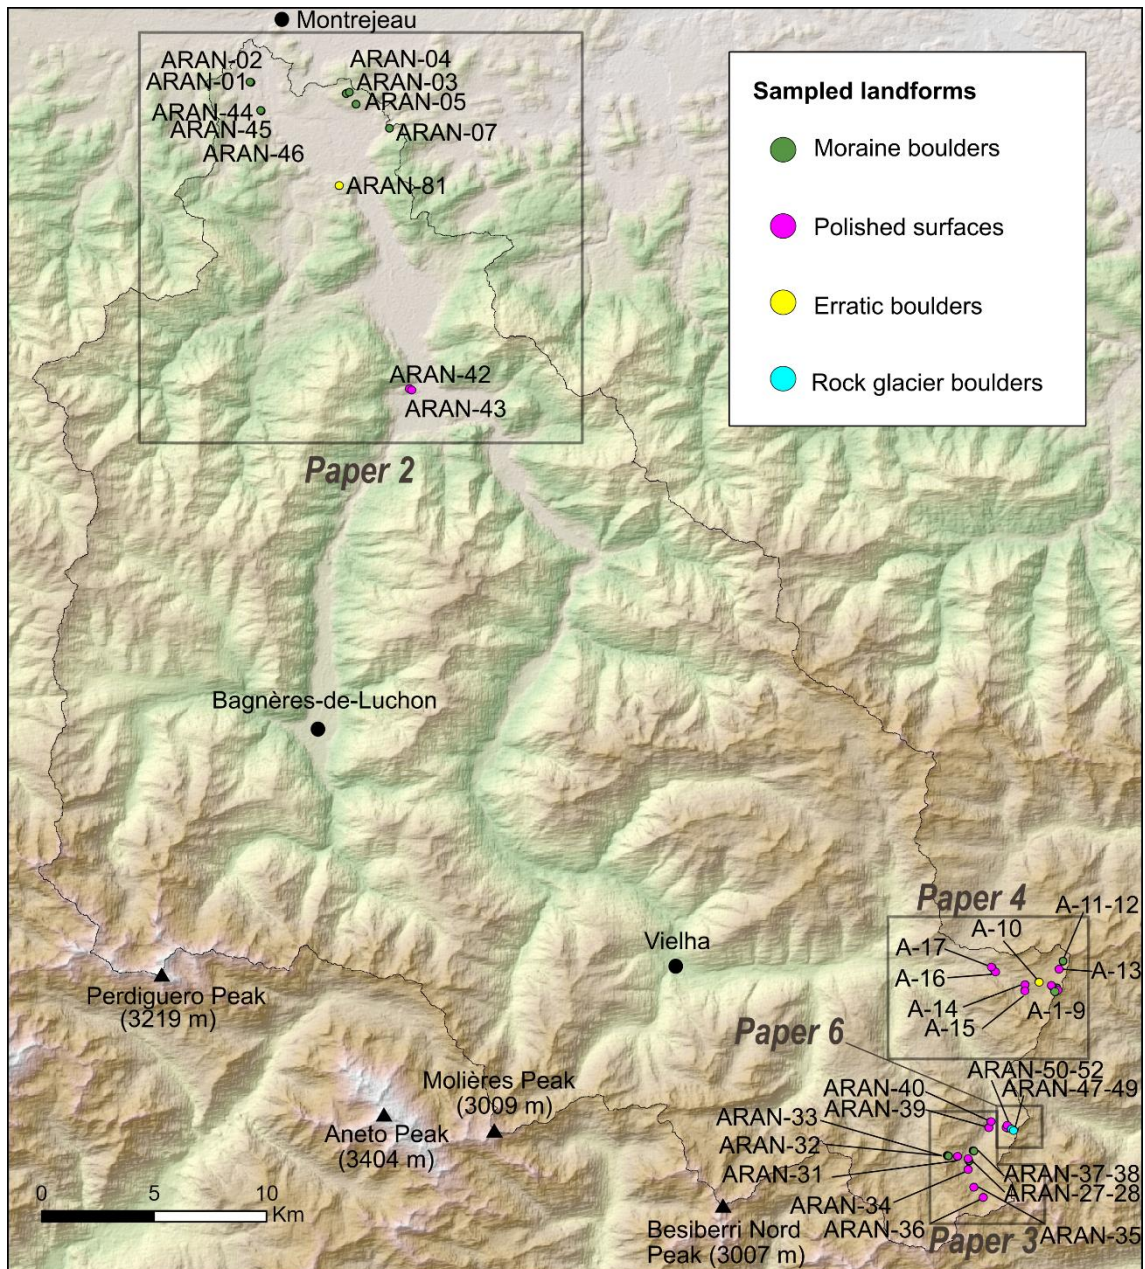 Montrejeau
ARAN-02
ARAN-01
ARAN-44
ARAN-45
ARAN-46
ARAN-04
ARAN-03
ARAN-05
ARAN-07
ARAN-81
ARAN-42
ARAN-43
Paper 2
Sampled landforms
Moraine boulders
Polished surfaces
Erratic boulders
Rock glacier boulders
Bagnères-de-Luchon
Vielha
Perdiguero Peak
(3219 m)
Aneto Peak
(3404 m)
Molières Peak
(3009 m)
Besiberri Nord
Peak (3007 m)
Paper 4
A-11-12
A-10
A-17
A-13
A-16
A-14
A-1-9
A-15
Paper 6
ARAN-50-52
ARAN-47-49
ARAN-40
ARAN-39
ARAN-33
ARAN-32
ARAN-31
ARAN-34
ARAN-36
ARAN-37-38
ARAN-27-28
ARAN-35
Paper 3
0 5 10
Km